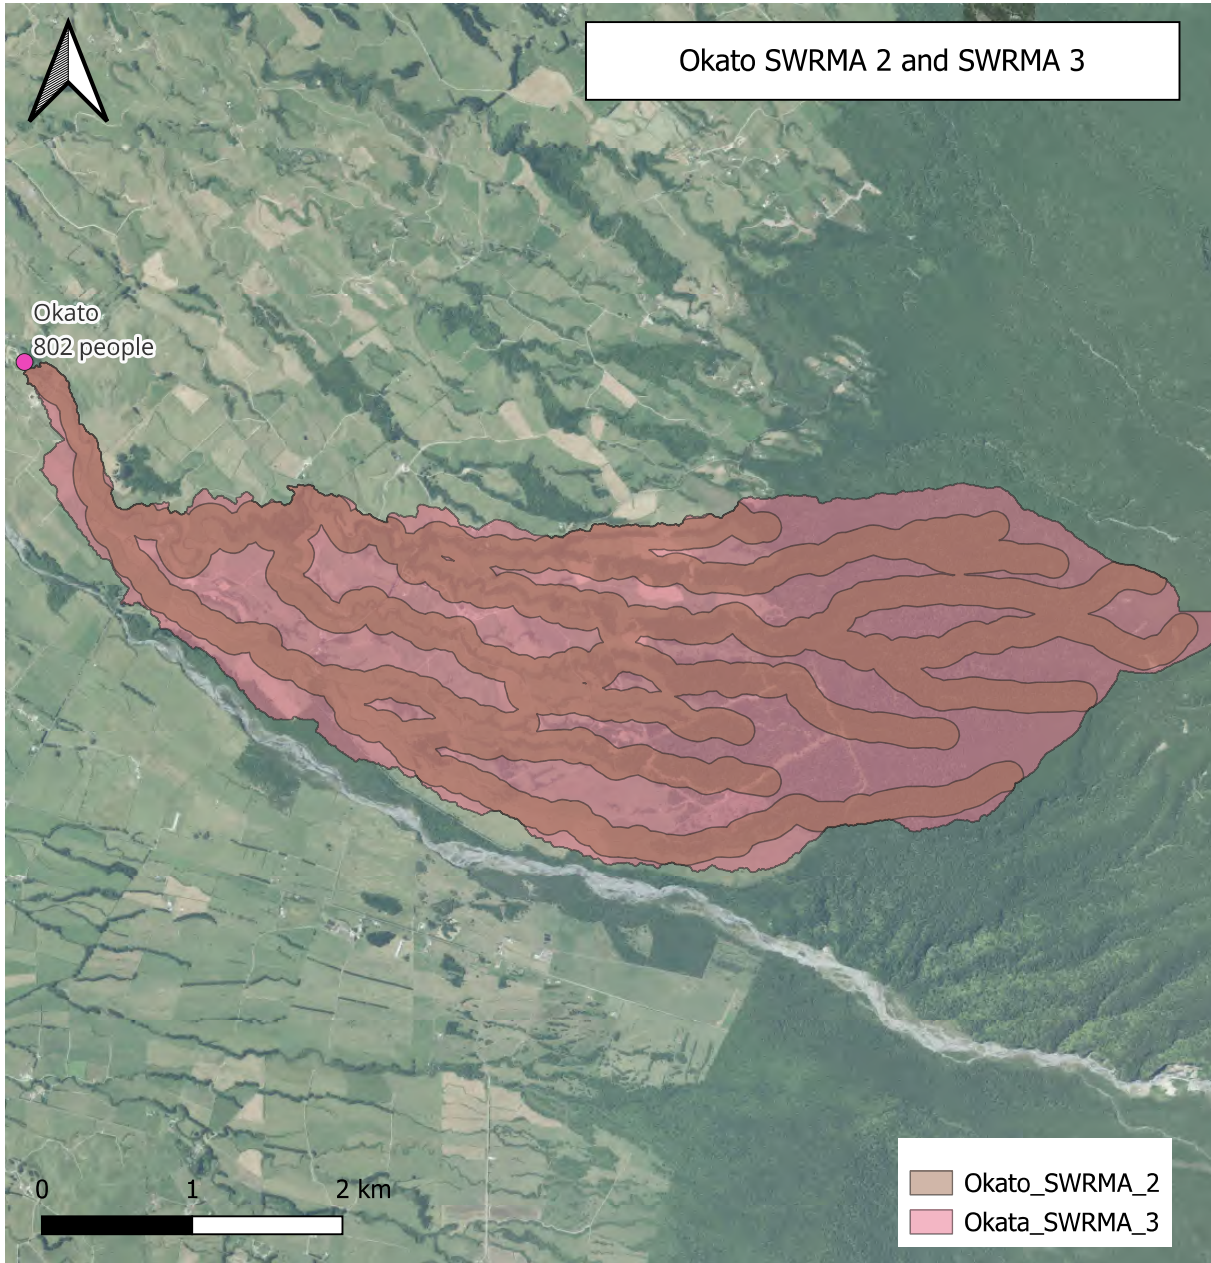 Okato SWRMA 2 and SWRMA 3
Okato
802 people
0 1 2 km
Okato_SWRMA_2
Okata_SWRMA_3